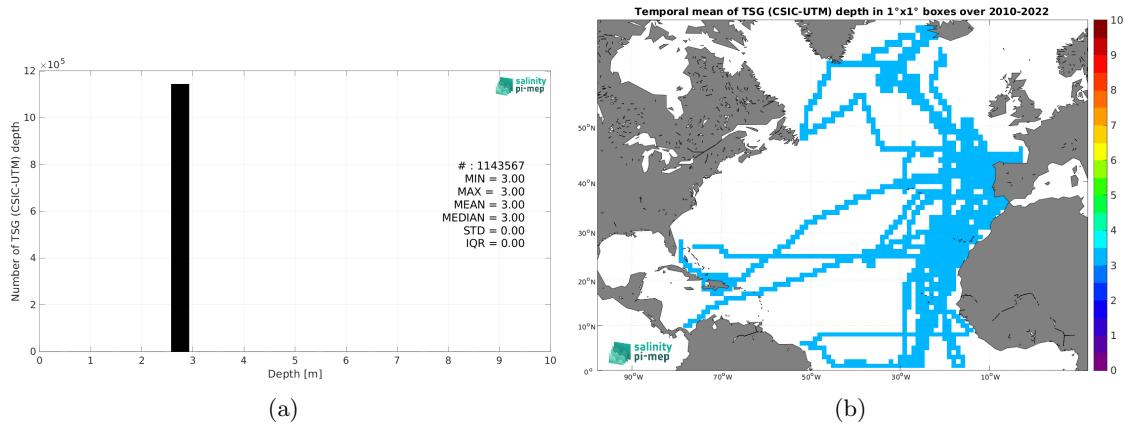 ×10⁵
12
10
8
6
4
2
0
Number of TSG (CSIC-UTM) depth
salinity
pi-mep
# : 1143567
MIN = 3.00
MAX = 3.00
MEAN = 3.00
MEDIAN = 3.00
STD = 0.00
IQR = 0.00
0 1 2 3 4 5 6 7 8 9 10
Depth [m]
(a)
Temporal mean of TSG (CSIC-UTM) depth in 1°x1° boxes over 2010-2022
50°N
40°N
30°N
20°N
10°N
0°
90°W 70°W 50°W 30°W 10°W
salinity
pi-mep
10
9
8
7
6
5
4
3
2
1
0
(b)